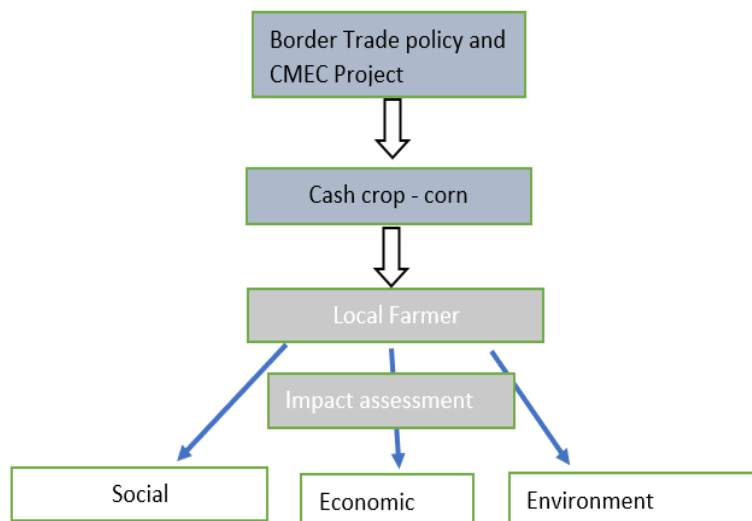 Border Trade policy and
CMEC Project
Cash crop - corn
Local Farmer
Impact assessment
Social
Economic
Environment